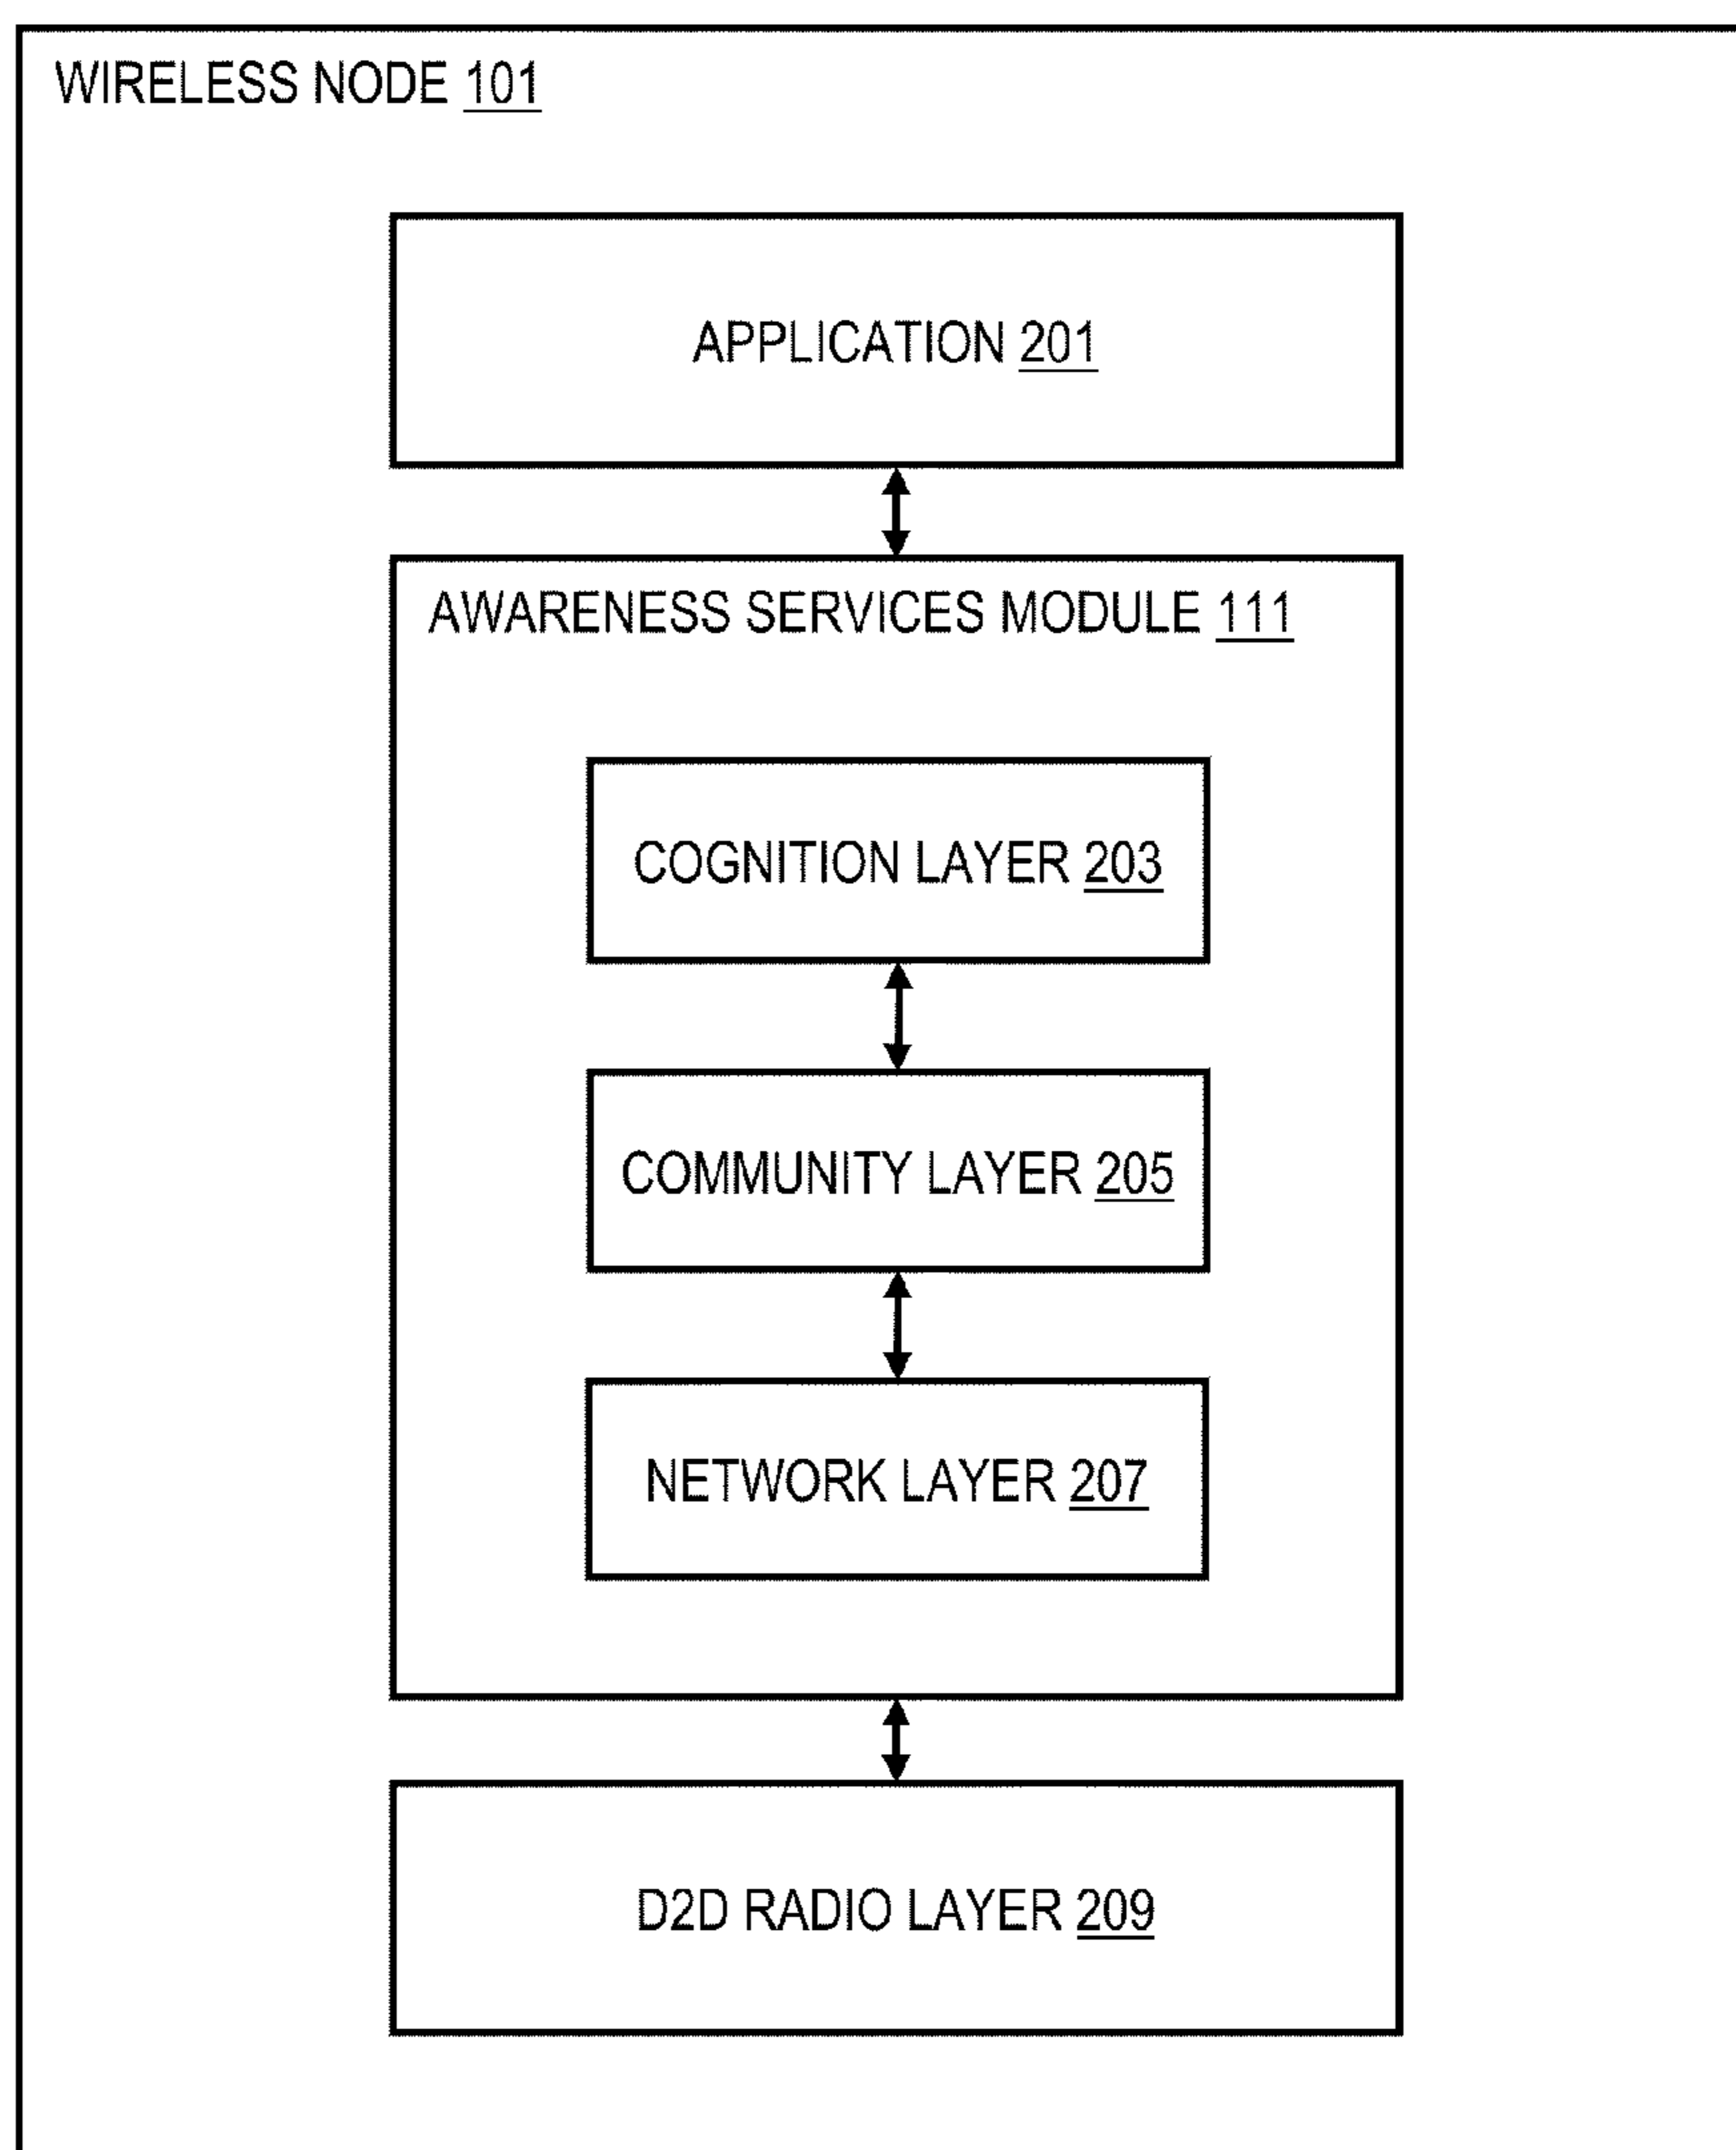 WIRELESS NODE 101
APPLICATION 201
AWARENESS SERVICES MODULE 111
COGNITION LAYER 203
COMMUNITY LAYER 205
NETWORK LAYER 207
D2D RADIO LAYER 209